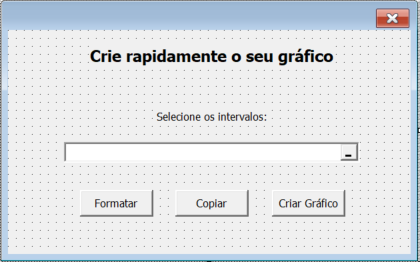 Crie rapidamente o seu gráfico
Selecione os intervalos:
Formatar
Copiar
Criar Gráfico